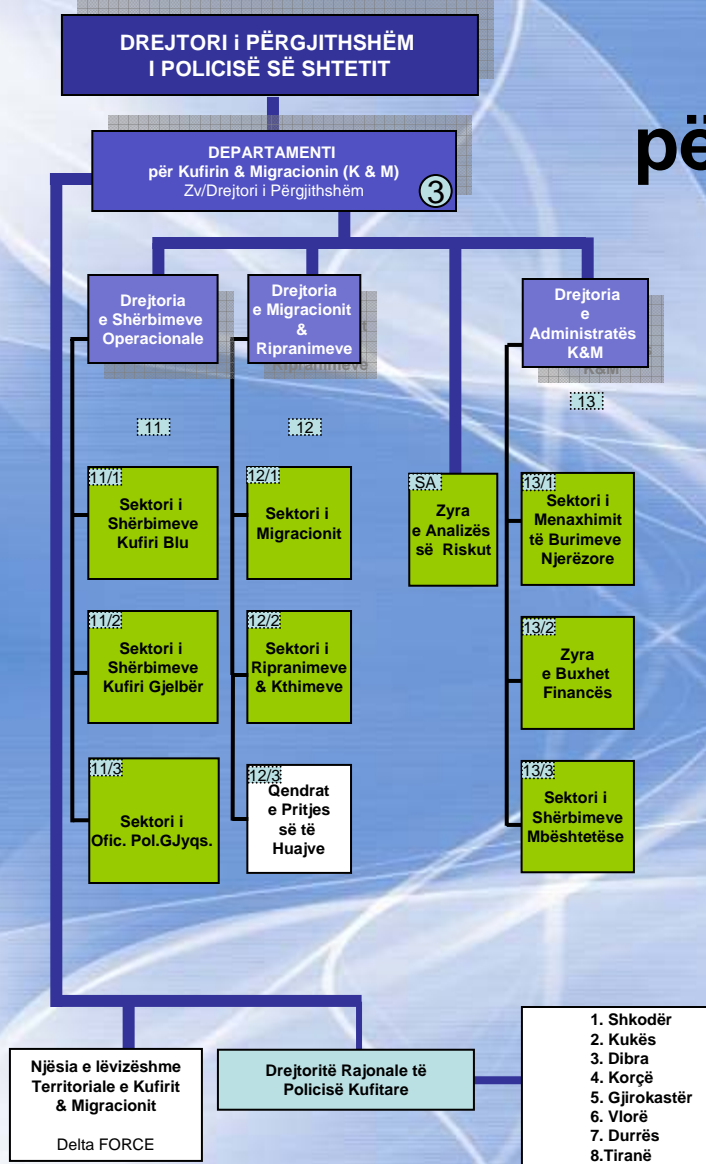 DREJTORI i PËRGJITHSHËM
I POLICISË SË SHTETIT
pë
DEPARTAMENTI
për Kufirin & Migracionin (K & M)
Zv/Drejtori i Përgjithshëm
3
Drejtoria
e Shërbimeve
Operacionale
Drejtoria
e Migracionit
&
Ripranimeve
Drejtoria
e
Administratës
K&M
11
12
13
11/1
Sektori i
Shërbimeve
Kufiri Blu
12/1
Sektori i
Migracionit
SA
Zyra
e Analizës
së Riskut
13/1
Sektori i
Menaxhimit
të Burimeve
Njerëzore
11/2
Sektori i
Shërbimeve
Kufiri Gjelbër
12/2
Sektori i
Ripranimeve
& Kthimeve
13/2
Zyra
e Buxhet
Financës
11/3
Sektori i
Ofic. Pol.GJyqs.
12/3
Qendrat
e Pritjes
së të
Huajve
13/3
Sektori i
Shërbimeve
Mbështetëse
Njësia e lëvizëshme
Territoriale e Kufirit
& Migracionit
Delta FORCE
Drejtoritë Rajonale të
Policisë Kufitare
1. Shkodër
2. Kukës
3. Dibra
4. Korçë
5. Gjirokastër
6. Vlorë
7. Durrës
8.Tiranë